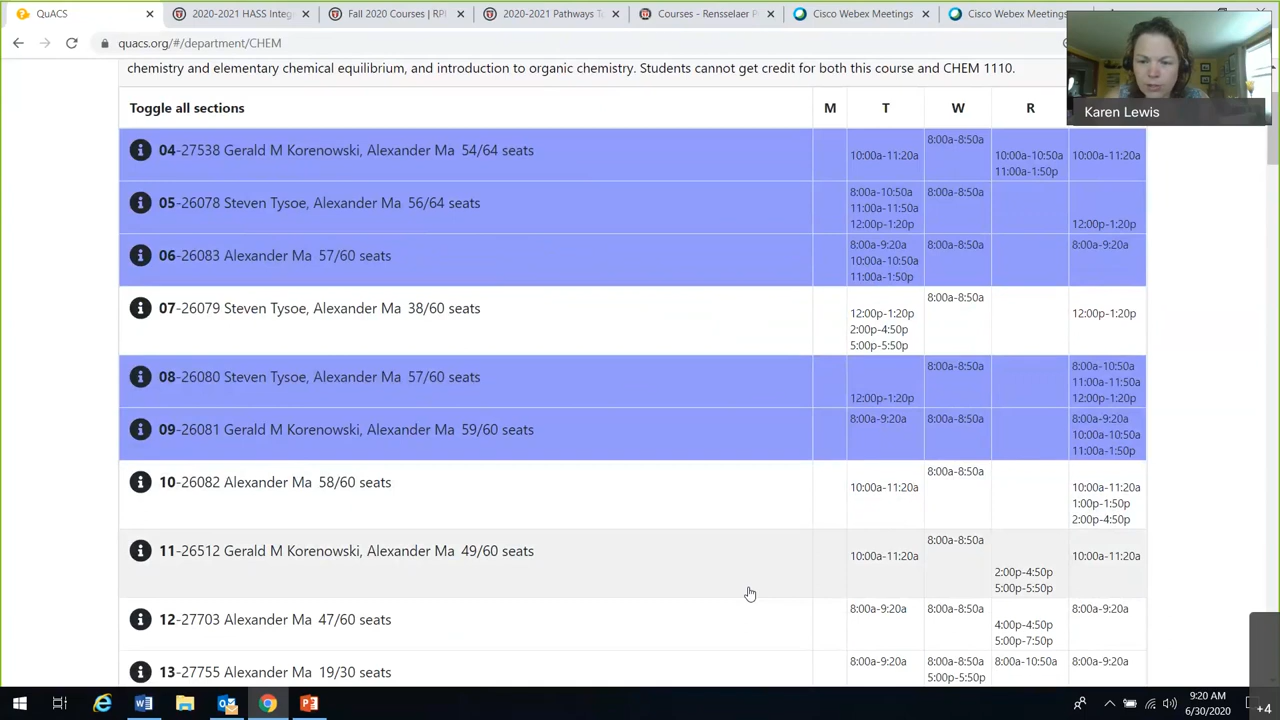 QuACS
2020-2021 HASS Integ
Fall 2020 Courses | RP
2020-2021 Pathways T
Courses - Rensselaer P
Cisco Webex Meetings
Cisco Webex Meeting
quacs.org/#/department/CHEM
chemistry and elementary chemical equilibrium, and introduction to organic chemistry. Students cannot get credit for both this course and CHEM 1110.
Karen Lewis
Toggle all sections M T W R
04-27538 Gerald M Korenowski, Alexander Ma 54/64 seats
8:00a-8:50a
10:00a-11:20a 10:00a-10:50a 10:00a-11:20a
11:00a-1:50p
05-26078 Steven Tysoe, Alexander Ma 56/64 seats
8:00a-10:50a 8:00a-8:50a
11:00a-11:50a
12:00p-1:20p 12:00p-1:20p
06-26083 Alexander Ma 57/60 seats
8:00a-9:20a 8:00a-8:50a 8:00a-9:20a
10:00a-10:50a
11:00a-1:50p
07-26079 Steven Tysoe, Alexander Ma 38/60 seats
8:00a-8:50a
12:00p-1:20p 12:00p-1:20p
2:00p-4:50p
5:00p-5:50p
08-26080 Steven Tysoe, Alexander Ma 57/60 seats
8:00a-8:50a 8:00a-10:50a
11:00a-11:50a
12:00p-1:20p 12:00p-1:20p
09-26081 Gerald M Korenowski, Alexander Ma 59/60 seats
8:00a-9:20a 8:00a-8:50a 8:00a-9:20a
10:00a-10:50a
11:00a-1:50p
10-26082 Alexander Ma 58/60 seats
8:00a-8:50a
10:00a-11:20a 10:00a-11:20a
1:00p-1:50p
2:00p-4:50p
11-26512 Gerald M Korenowski, Alexander Ma 49/60 seats
8:00a-8:50a
10:00a-11:20a 10:00a-11:20a
2:00p-4:50p
5:00p-5:50p
12-27703 Alexander Ma 47/60 seats
8:00a-9:20a 8:00a-8:50a 8:00a-9:20a
4:00p-4:50p
5:00p-7:50p
13-27755 Alexander Ma 19/30 seats
8:00a-9:20a 8:00a-8:50a 8:00a-10:50a 8:00a-9:20a
5:00p-5:50p
9:20 AM
6/30/2020
+4